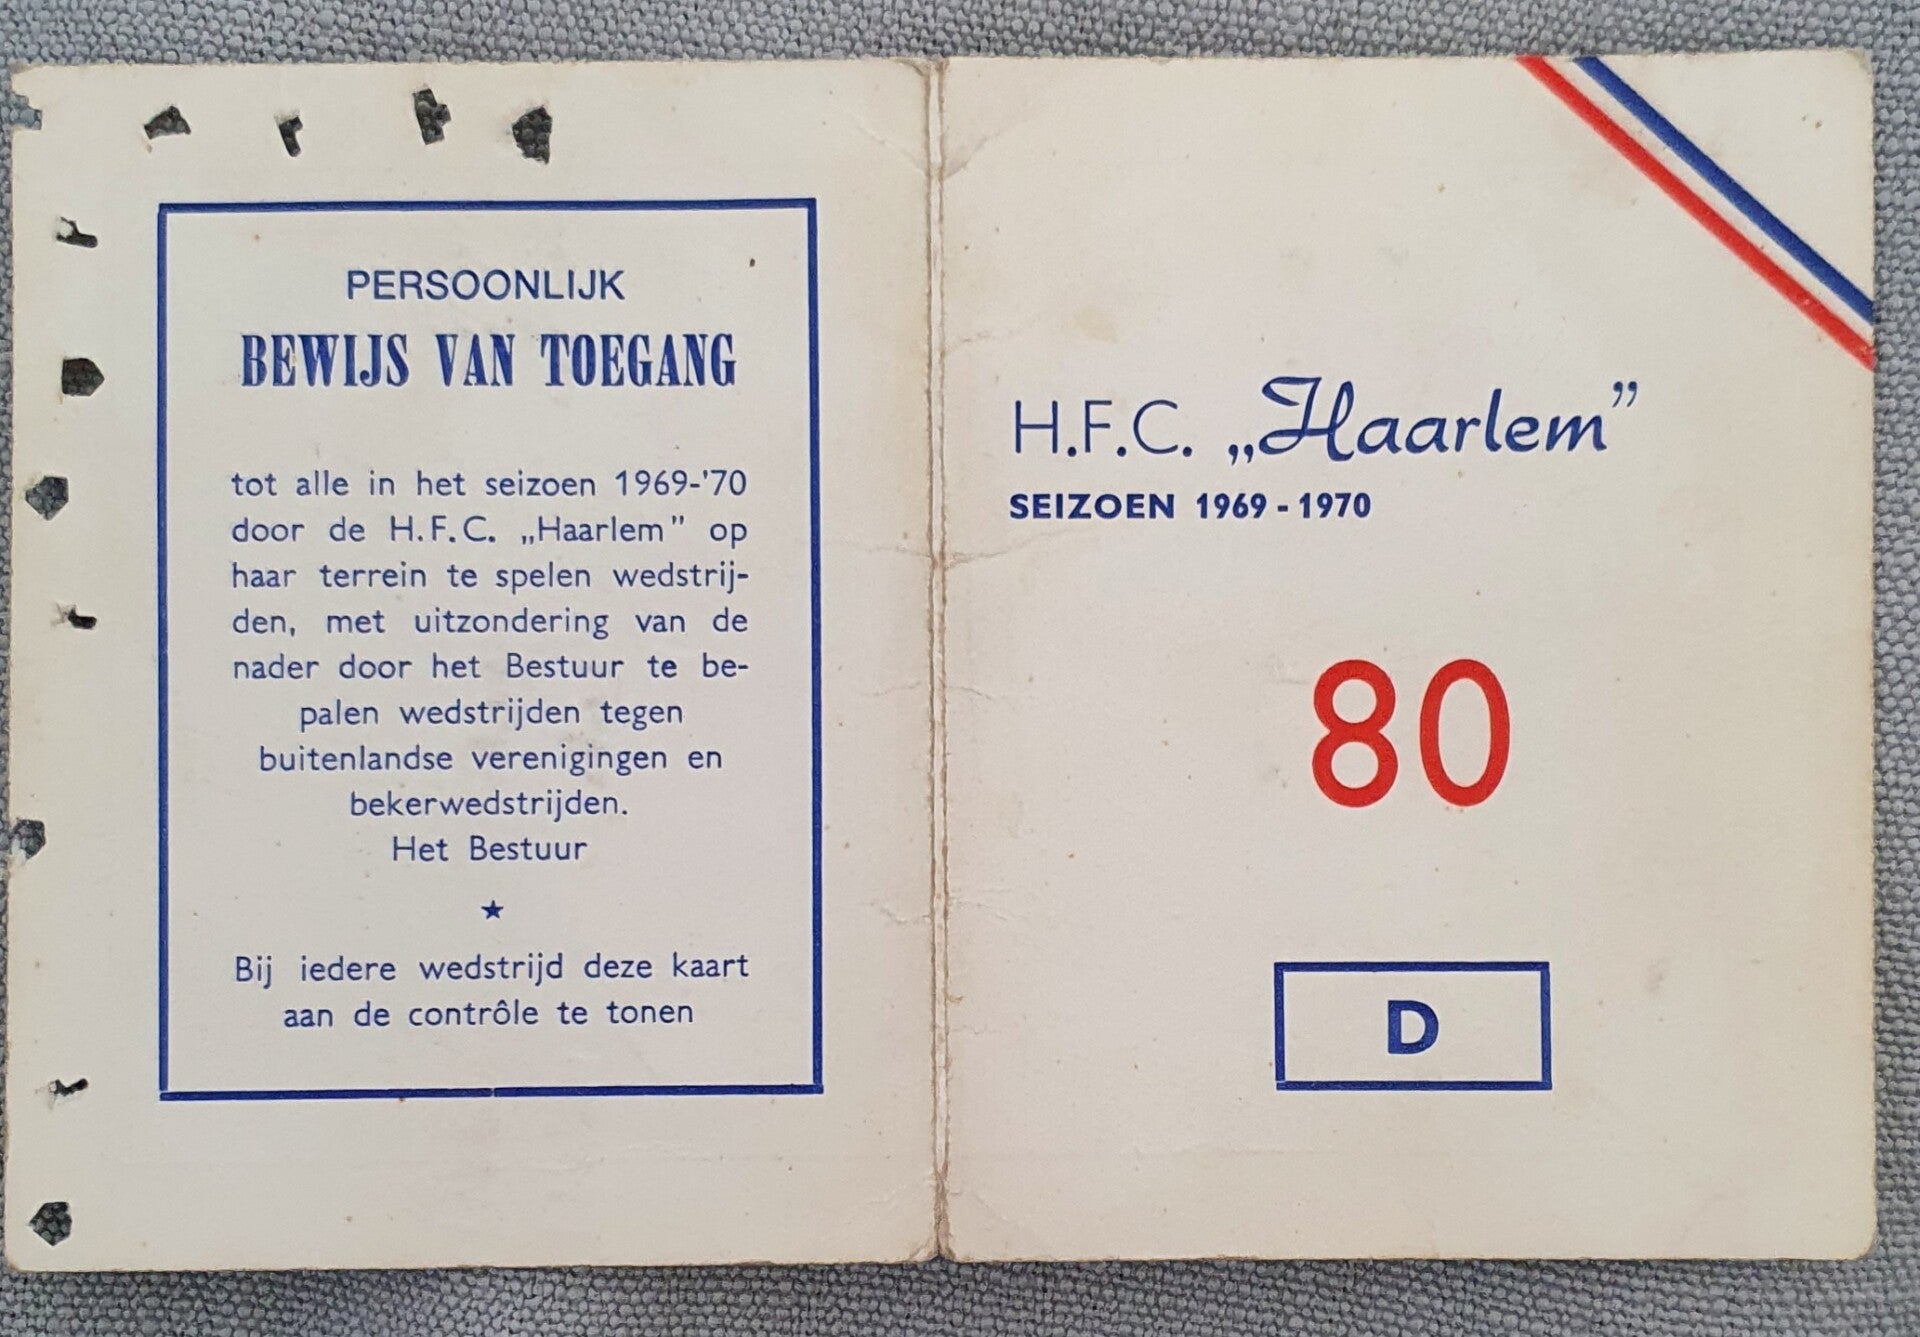 PERSOONLIJK
BEWIJS VAN TOEGANG
tot alle in het seizoen 1969-'70
door de H.F.C. „Haarlem” op
haar terrein te spelen wedstrij-
den, met uitzondering van de
nader door het Bestuur te be-
palen wedstrijden tegen
buitenlandse verenigingen en
bekerwedstrijden.
Het Bestuur
★
Bij iedere wedstrijd deze kaart
aan de contrôle te tonen
H.F.C. „Haarlem”
SEIZOEN 1969 - 1970
80
D